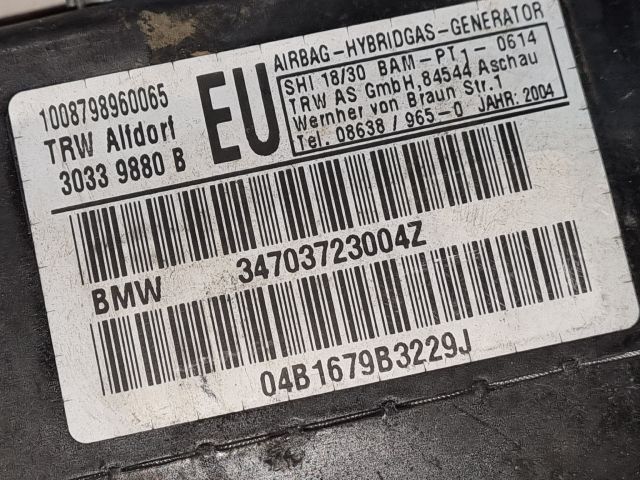 1008798960065
TRW Alfdorf
3033 9880 B
EU
AIRBAG-HYBRIDGAS-GENERATOR
SHI 18/30 BAM-PT1- 0614
TRW AS GmbH, 84544 Aschau
Wernher von Braun Str.1
Tel. 08638 / 965-0 JAHR: 2004
BMW 34703723004Z
04B1679B3229J